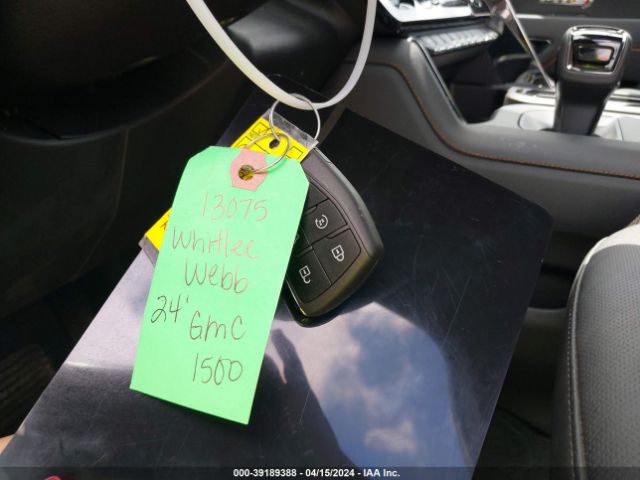 13075
Whitlee
Webb
24' GMC
1500
000-39189388 - 04/15/2024 - IAA Inc.